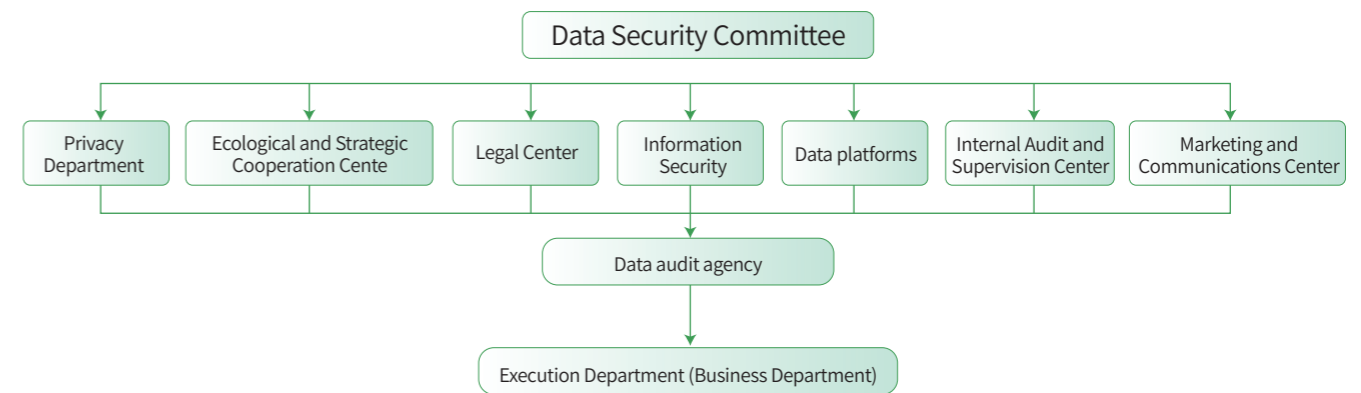 Data Security Committee
Privacy
Department
Ecological and Strategic
Cooperation Cente
Legal Center
Information
Security
Data platforms
Internal Audit and
Supervision Center
Marketing and
Communications Center
Data audit agency
Execution Department (Business Department)